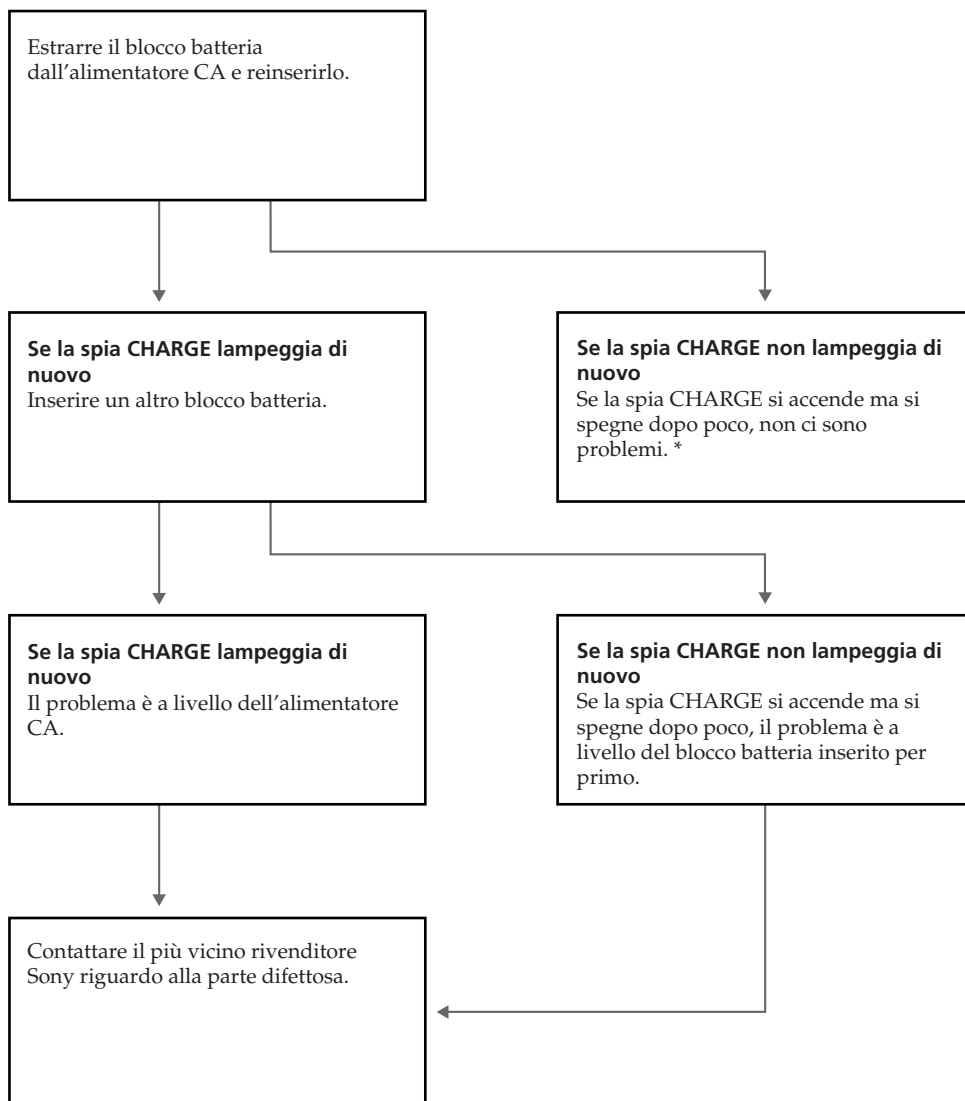 Estrarre il blocco batteria
dall'alimentatore CA e reinserirlo.
Se la spia CHARGE lampeggia di
nuovo
Inserire un altro blocco batteria.
Se la spia CHARGE non lampeggia di
nuovo
Se la spia CHARGE si accende ma si
spegne dopo poco, non ci sono
problemi. *
Se la spia CHARGE lampeggia di
nuovo
Il problema è a livello dell'alimentatore
CA.
Se la spia CHARGE non lampeggia di
nuovo
Se la spia CHARGE si accende ma si
spegne dopo poco, il problema è a
livello del blocco batteria inserito per
primo.
Contattare il più vicino rivenditore
Sony riguardo alla parte difettosa.